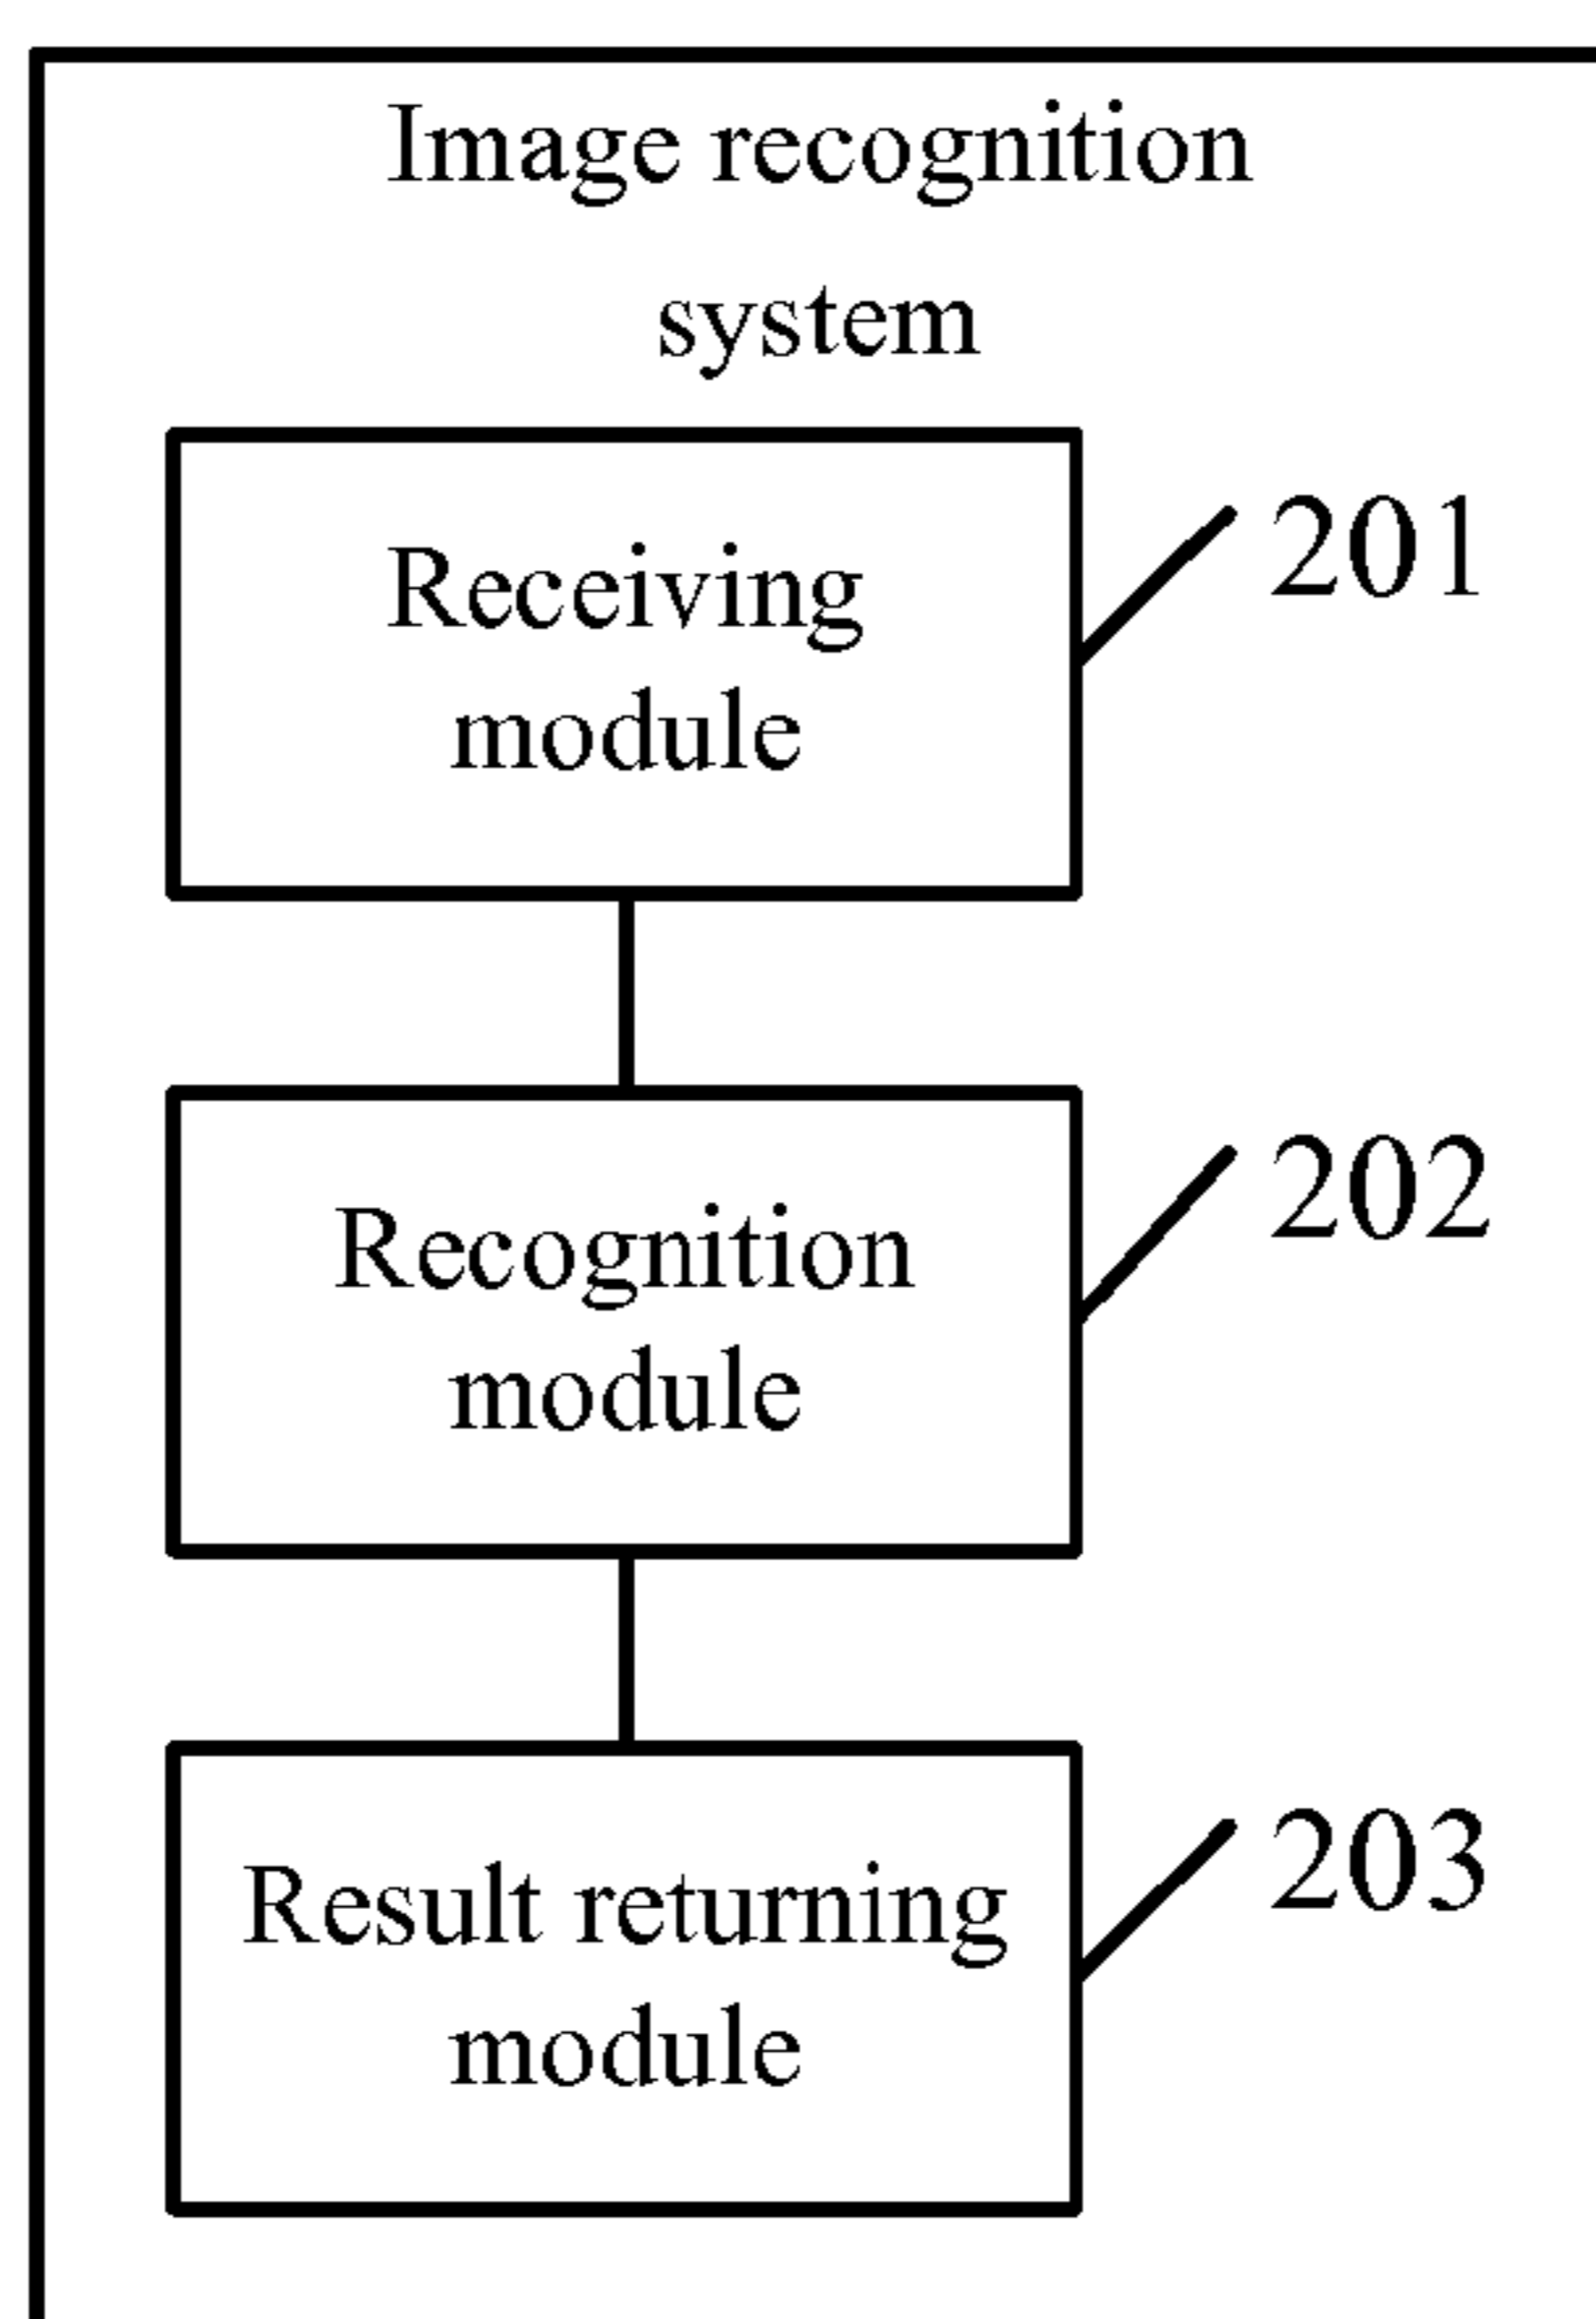 Image recognition
system
Receiving
module
201
Recognition
module
202
Result returning
module
203